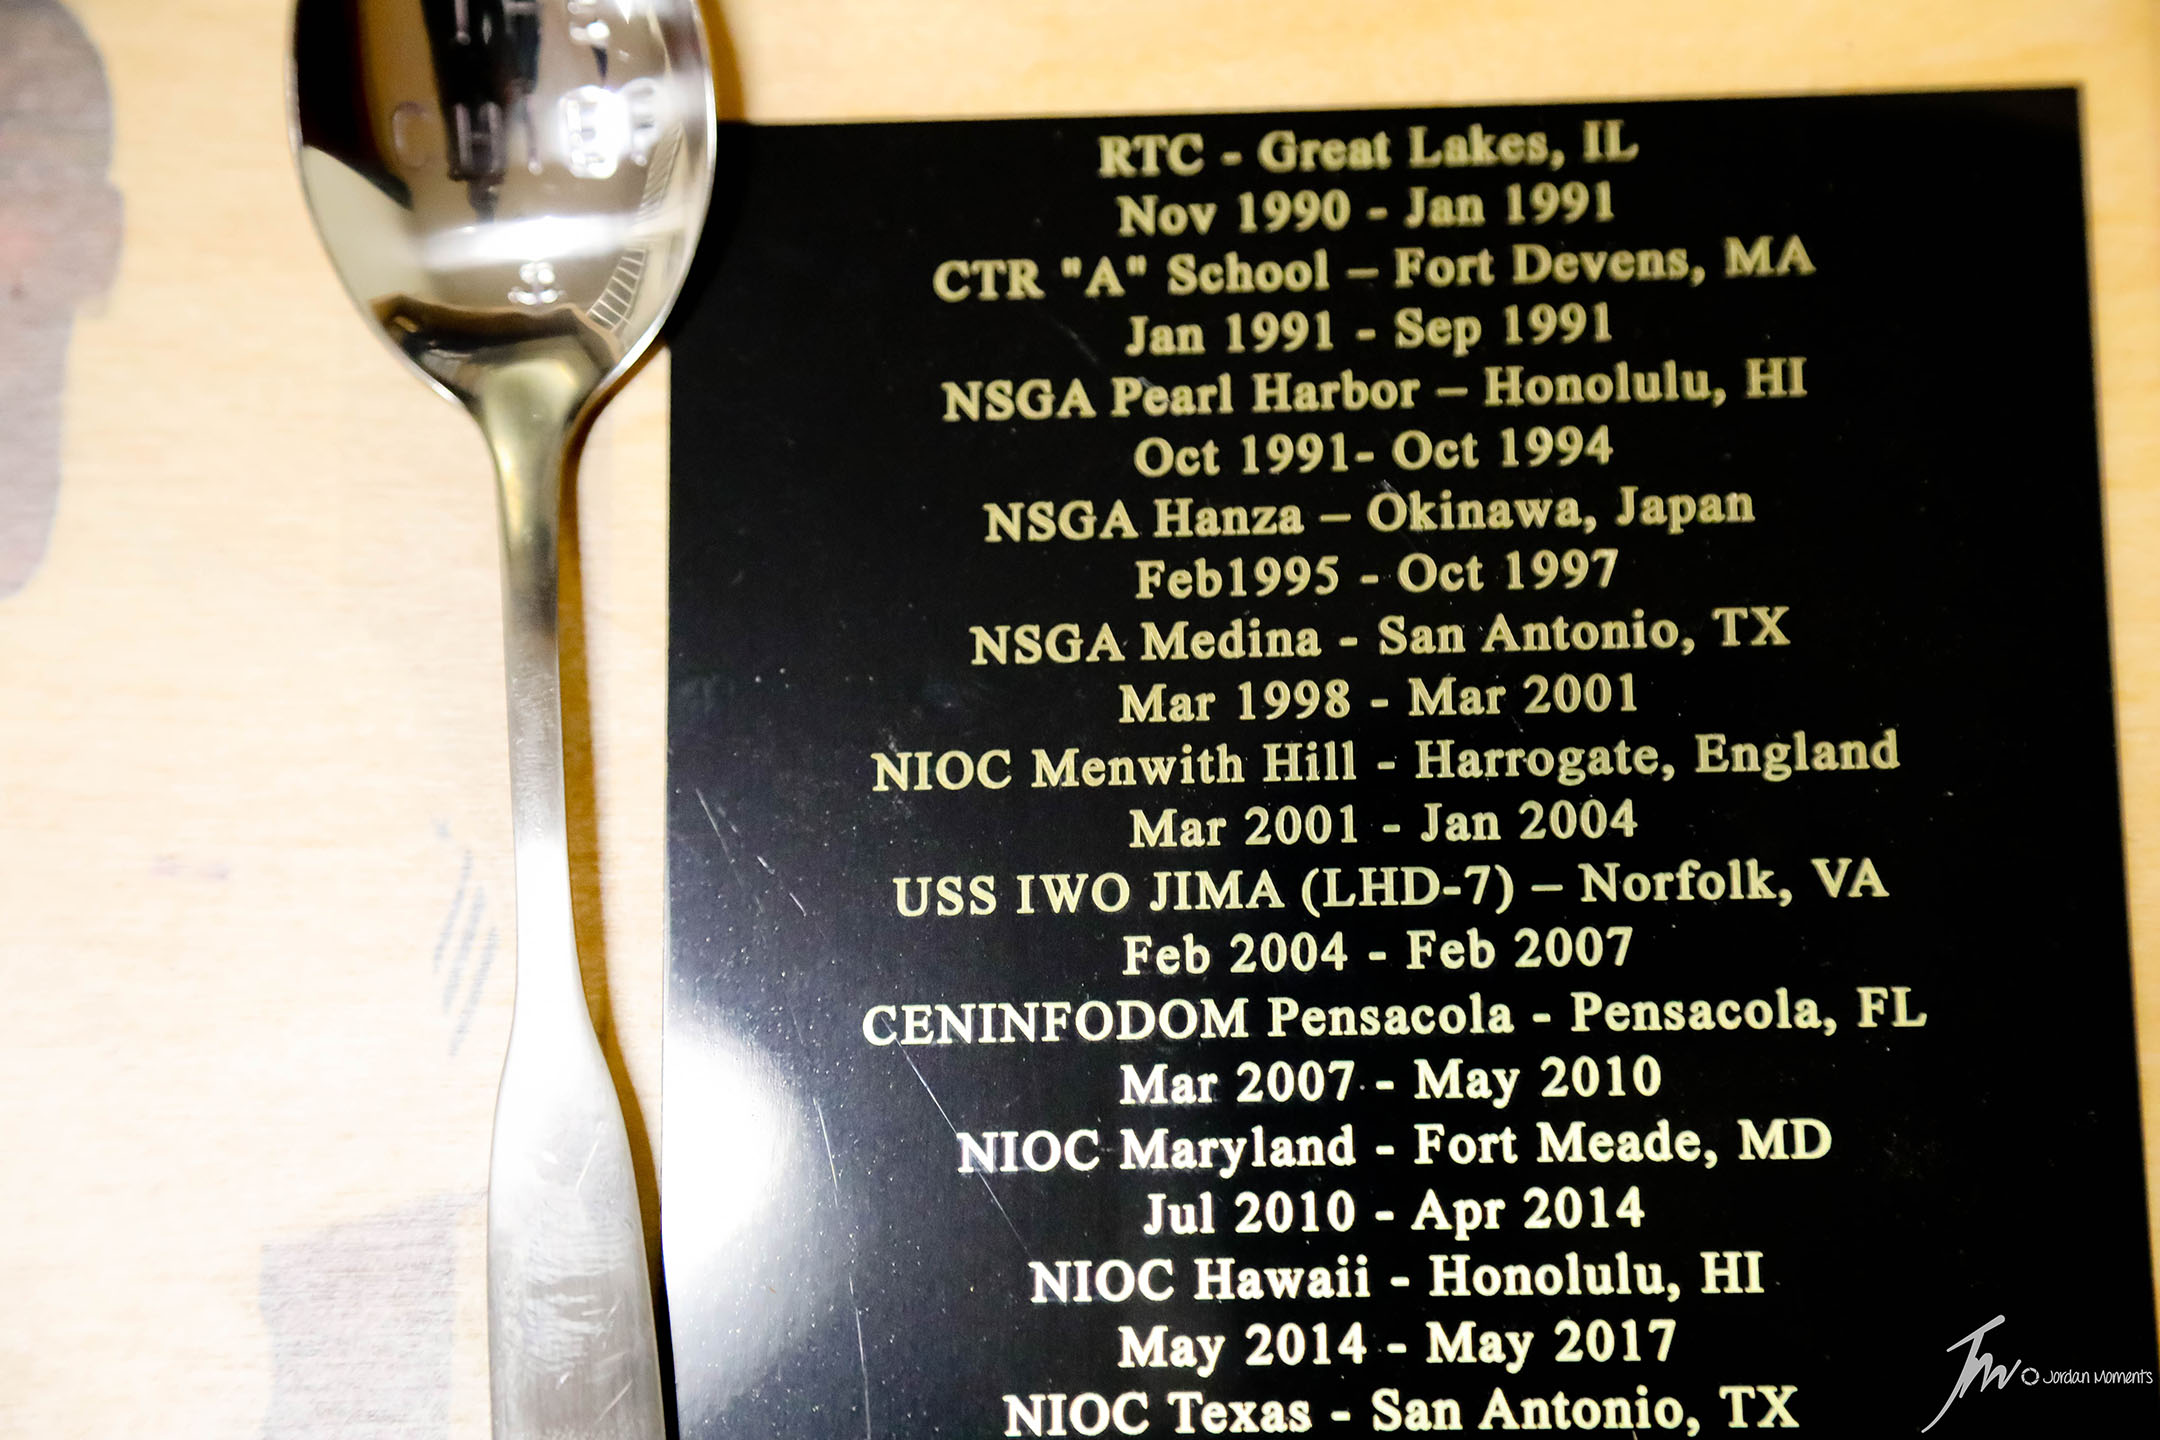 THE
CHIEF
RTC - Great Lakes, IL
Nov 1990 - Jan 1991
CTR "A" School – Fort Devens, MA
Jan 1991 - Sep 1991
NSGA Pearl Harbor – Honolulu, HI
Oct 1991- Oct 1994
NSGA Hanza – Okinawa, Japan
Feb1995 - Oct 1997
NSGA Medina - San Antonio, TX
Mar 1998 - Mar 2001
NIOC Menwith Hill - Harrogate, England
Mar 2001 - Jan 2004
USS IWO JIMA (LHD-7) – Norfolk, VA
Feb 2004 - Feb 2007
CENINFODOM Pensacola - Pensacola, FL
Mar 2007 - May 2010
NIOC Maryland - Fort Meade, MD
Jul 2010 - Apr 2014
NIOC Hawaii - Honolulu, HI
May 2014 - May 2017
NIOC Texas - San Antonio, TX
Jordan Moments